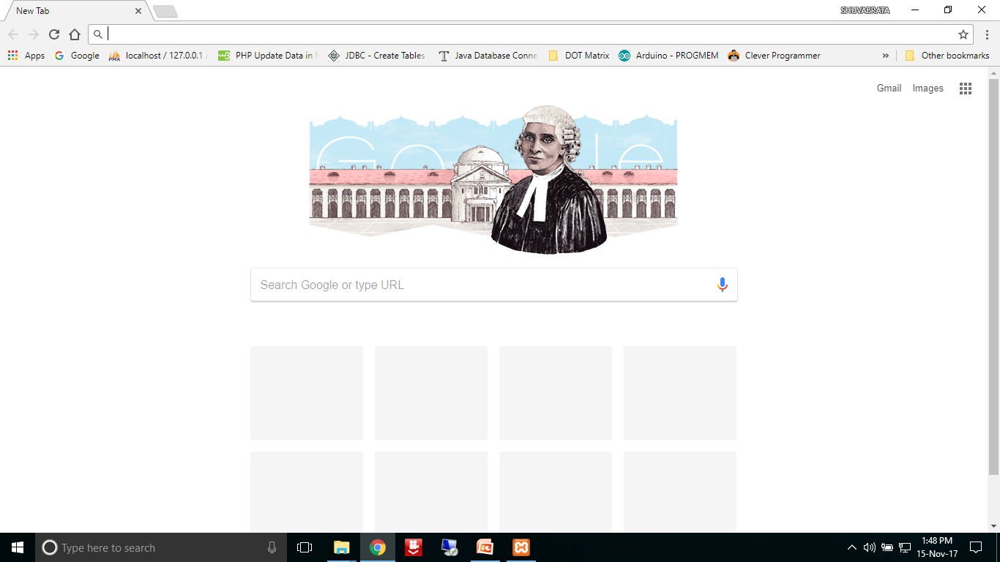 New Tab
SHUVABRATA
Apps
Google
localhost / 127.0.0.1 /
PHP Update Data in
JDBC - Create Tables
Java Database Conne
DOT Matrix
Arduino - PROGMEM
Clever Programmer
»
Other bookmarks
Gmail
Images
Go le
Search Google or type URL
Type here to search
1:48 PM
15-Nov-17